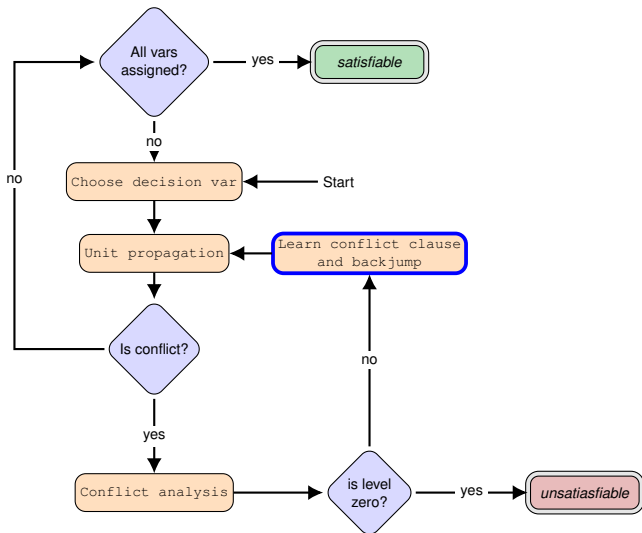 All vars
assigned?
yes
satisfiable
no
no
Choose decision var
Start
Unit propagation
Learn conflict clause
and backjump
Is conflict?
no
yes
Conflict analysis
is level
zero?
yes
unsatiasfiable